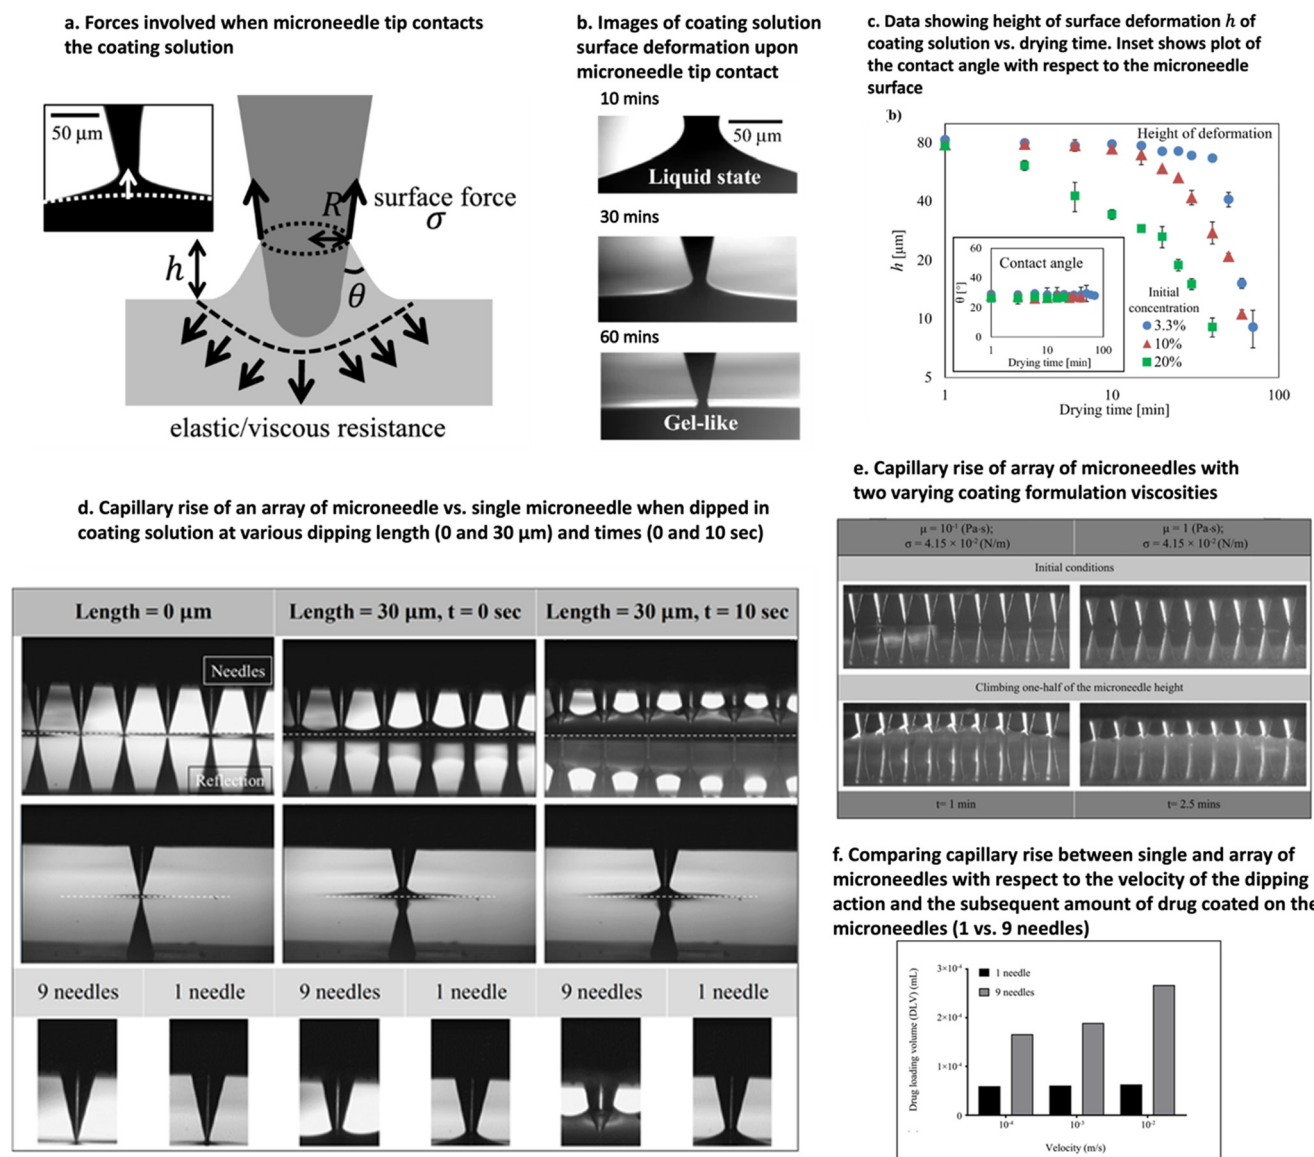 a. Forces involved when microneedle tip contacts
the coating solution
50 μm
R
surface force
σ
h
θ
elastic/viscous resistance
b. Images of coating solution
surface deformation upon
microneedle tip contact
10 mins
50 μm
Liquid state
30 mins
60 mins
Gel-like
c. Data showing height of surface deformation h of
coating solution vs. drying time. Inset shows plot of
the contact angle with respect to the microneedle
surface
b)
Height of deformation
80
40
20
10
5
h [μm]
1
10
100
Drying time [min]
Contact angle
60
40
20
0
θ [°]
1
10
100
Drying time [min]
Initial
concentration
3.3%
10%
20%
d. Capillary rise of an array of microneedle vs. single microneedle when dipped in
coating solution at various dipping length (0 and 30 μm) and times (0 and 10 sec)
Length = 0 μm
Length = 30 μm, t = 0 sec
Length = 30 μm, t = 10 sec
Needles
Reflection
9 needles
1 needle
9 needles
1 needle
9 needles
1 needle
e. Capillary rise of array of microneedles with
two varying coating formulation viscosities
μ = 10⁻¹ (Pa·s);
σ = 4.15 × 10⁻² (N/m)
μ = 1 (Pa·s);
σ = 4.15 × 10⁻² (N/m)
Initial conditions
Climbing one-half of the microneedle height
t= 1 min
t= 2.5 mins
f. Comparing capillary rise between single and array of
microneedles with respect to the velocity of the dipping
action and the subsequent amount of drug coated on the
microneedles (1 vs. 9 needles)
Drug loading volume (DLV) (mL)
3×10⁻⁴
2×10⁻⁴
1×10⁻⁴
0
1 needle
9 needles
10⁻⁴
10⁻³
10⁻²
Velocity (m/s)